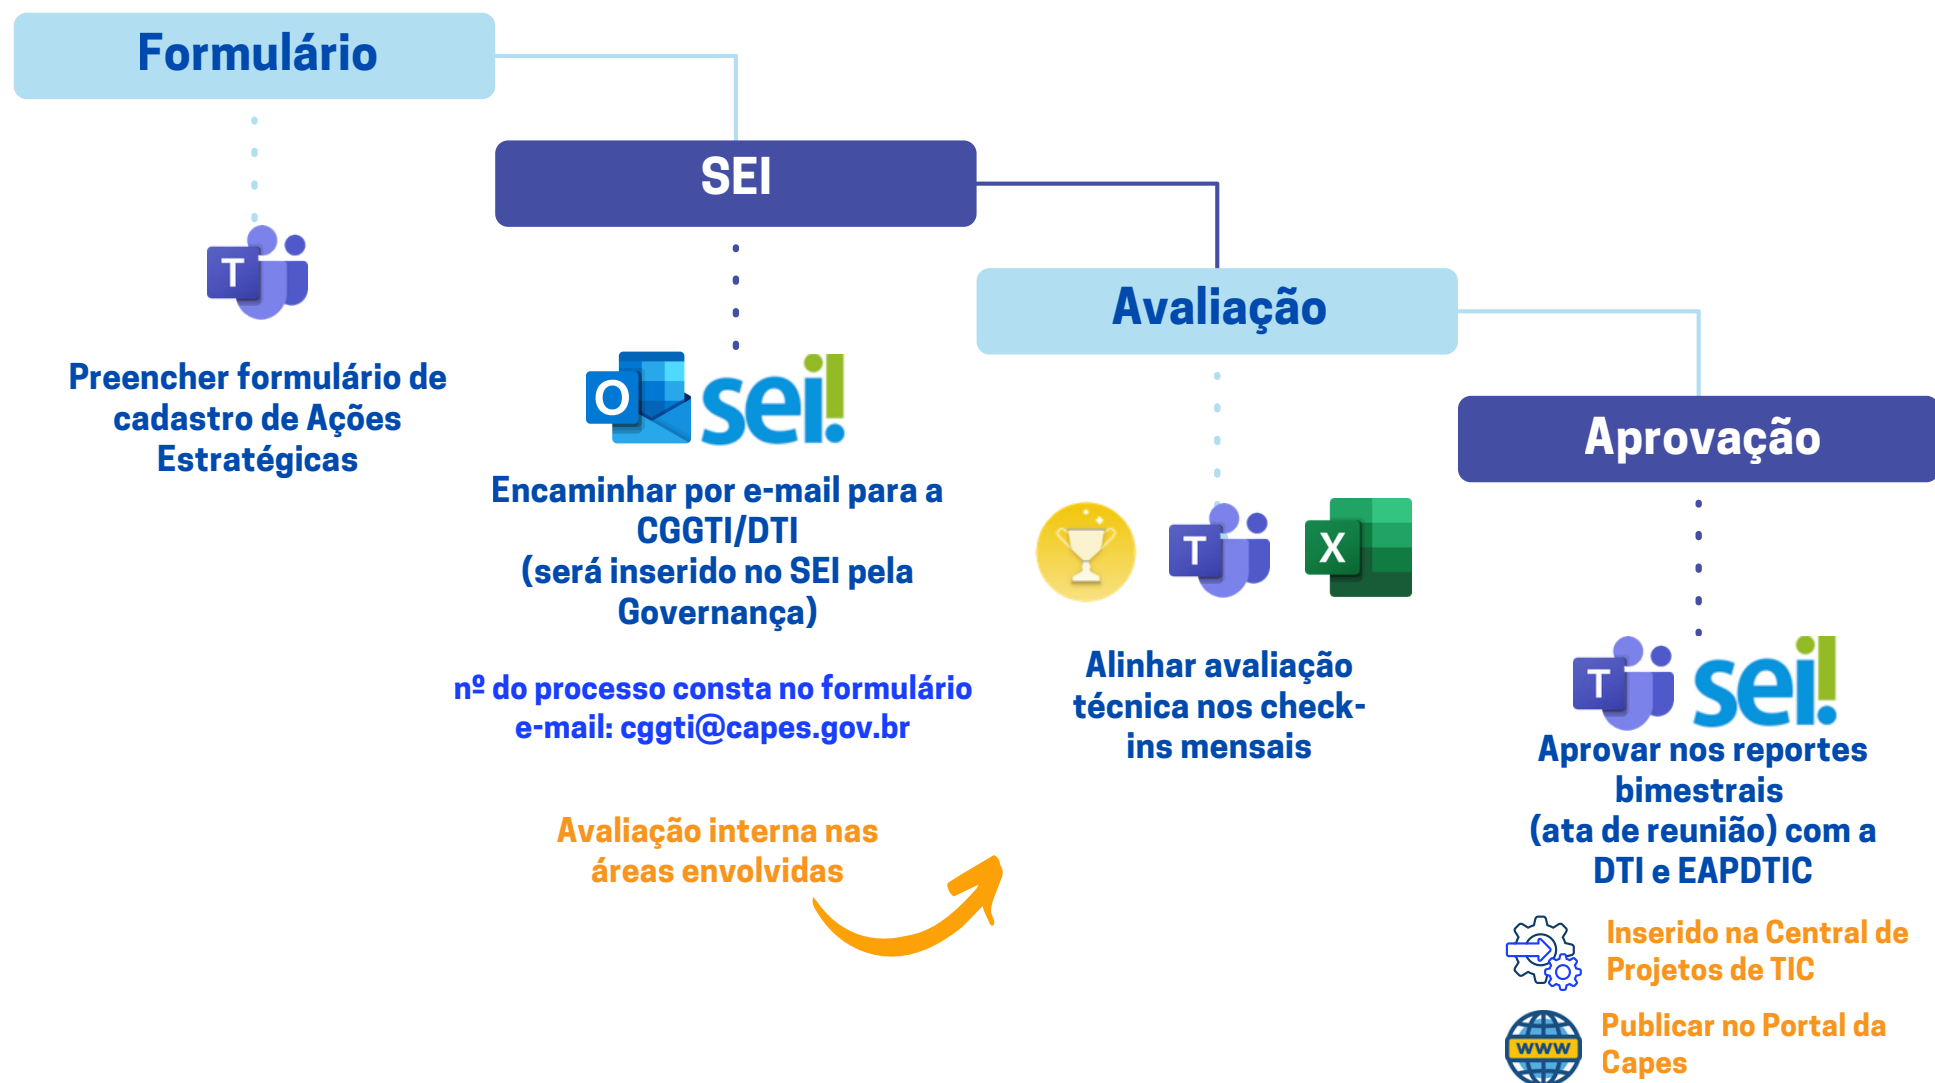 Formulário
Preencher formulário de
cadastro de Ações
Estratégicas
SEI
O
sei!
Encaminhar por e-mail para a
CGGTI/DTI
(será inserido no SEI pela
Governança)
nº do processo consta no formulário
e-mail: cggti@capes.gov.br
Avaliação interna nas
áreas envolvidas
Avaliação
T
X
Alinhar avaliação
técnica nos check-
ins mensais
Aprovação
T
sei!
Aprovar nos reportes
bimestrais
(ata de reunião) com a
DTI e EAPDTIC
Inserido na Central de
Projetos de TIC
WWW
Publicar no Portal da
Capes
T